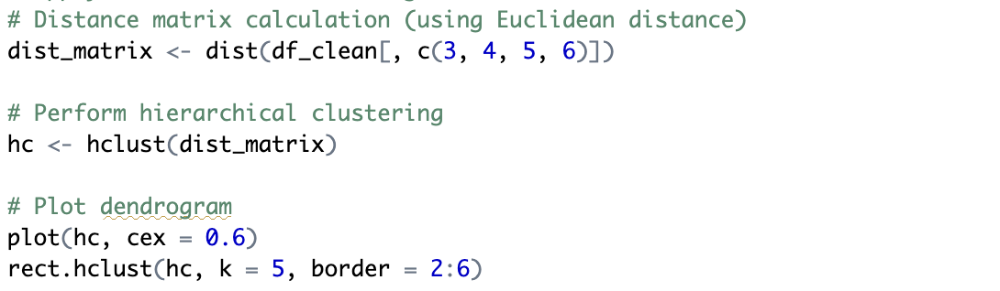 # Distance matrix calculation (using Euclidean distance)
dist_matrix <- dist(df_clean[, c(3, 4, 5, 6)])
# Perform hierarchical clustering
hc <- hclust(dist_matrix)
# Plot dendrogram
plot(hc, cex = 0.6)
rect.hclust(hc, k = 5, border = 2:6)